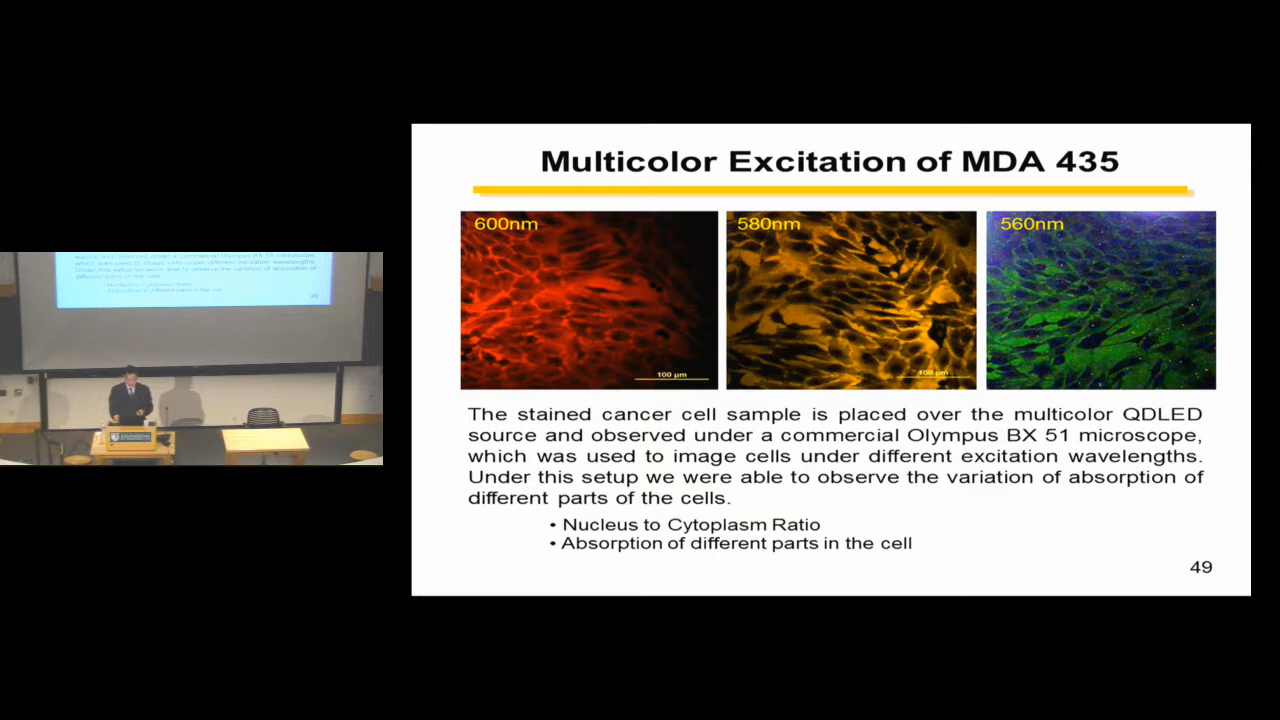 Multicolor Excitation of MDA 435
600nm
580nm
560nm
100 µm
100 µm
The stained cancer cell sample is placed over the multicolor QDLED
source and observed under a commercial Olympus BX 51 microscope,
which was used to image cells under different excitation wavelengths.
Under this setup we were able to observe the variation of absorption of
different parts of the cells.
• Nucleus to Cytoplasm Ratio
• Absorption of different parts in the cell
49